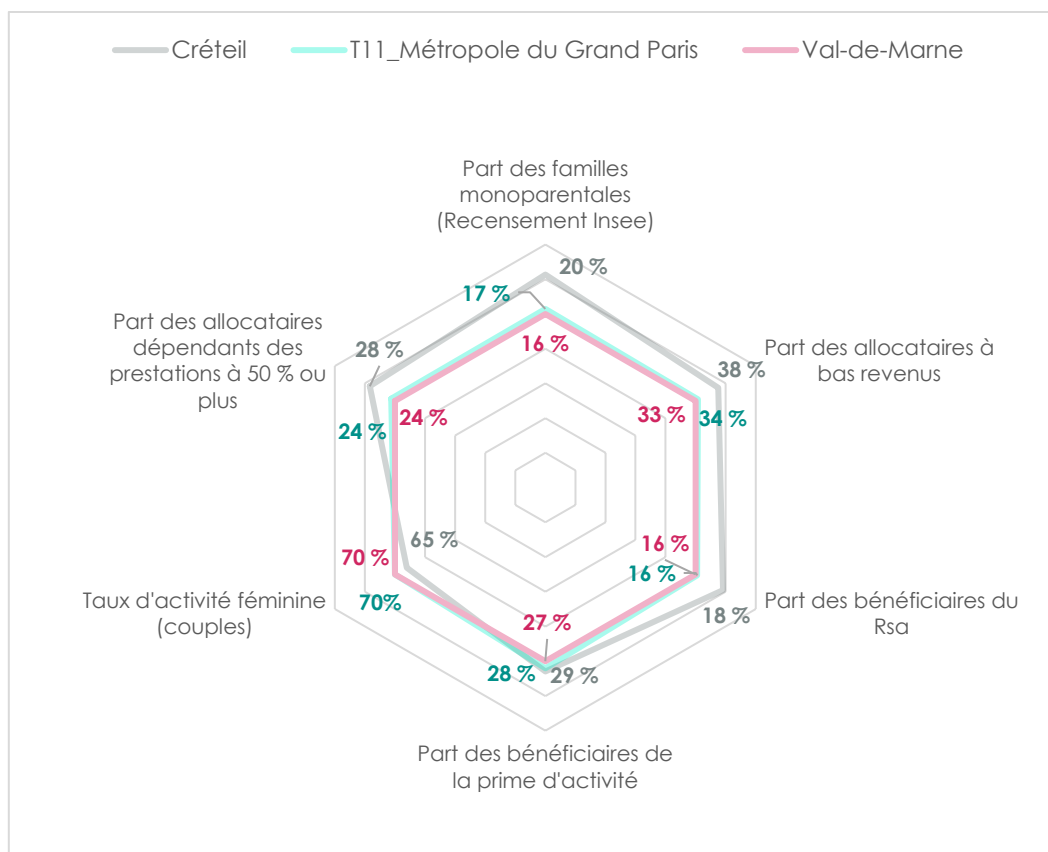 Créteil
T11_Métropole du Grand Paris
Val-de-Marne
Part des familles
monoparentales
(Recensement Insee)
20 %
17 %
16 %
Part des allocataires à
bas revenus
38 %
33 %
34 %
Part des bénéficiaires du
Rsa
16 %
16 %
18 %
Part des bénéficiaires de
la prime d'activité
27 %
28 %
29 %
Taux d'activité féminine
(couples)
65 %
70 %
70%
Part des allocataires
dépendants des
prestations à 50 % ou
plus
28 %
24 %
24 %